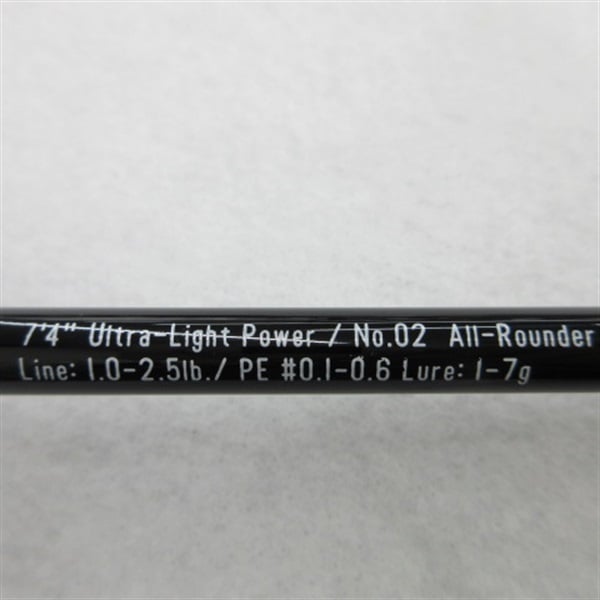 7'4" Ultra-Light Power / No.02 All-Rounder
Line: 1.0-2.5lb./ PE #0.1-0.6 Lure: 1-7g